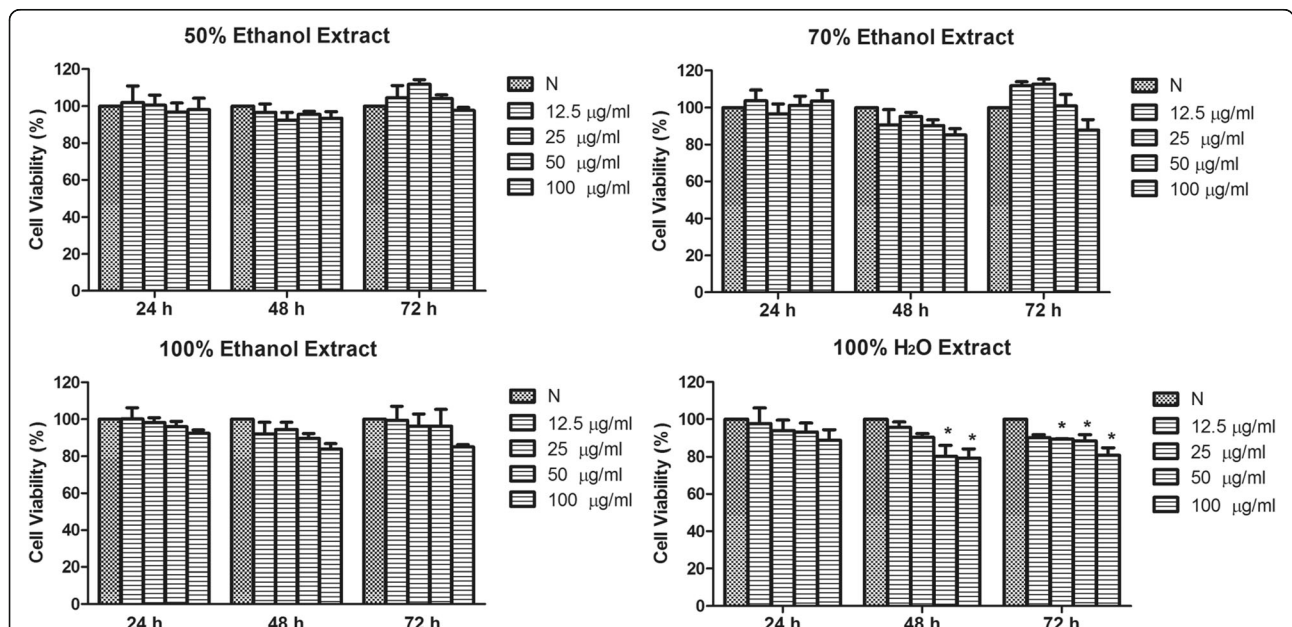 50% Ethanol Extract
Cell Viability (%)
120
100
80
60
40
20
0
24 h 48 h 72 h
N
12.5 μg/ml
25 μg/ml
50 μg/ml
100 μg/ml
70% Ethanol Extract
Cell Viability (%)
120
100
80
60
40
20
0
24 h 48 h 72 h
N
12.5 μg/ml
25 μg/ml
50 μg/ml
100 μg/ml
100% Ethanol Extract
Cell Viability (%)
120
100
80
60
40
20
0
24 h 48 h 72 h
N
12.5 μg/ml
25 μg/ml
50 μg/ml
100 μg/ml
100% H₂O Extract
Cell Viability (%)
120
100
80
60
40
20
0
* * * * *
24 h 48 h 72 h
N
12.5 μg/ml
25 μg/ml
50 μg/ml
100 μg/ml